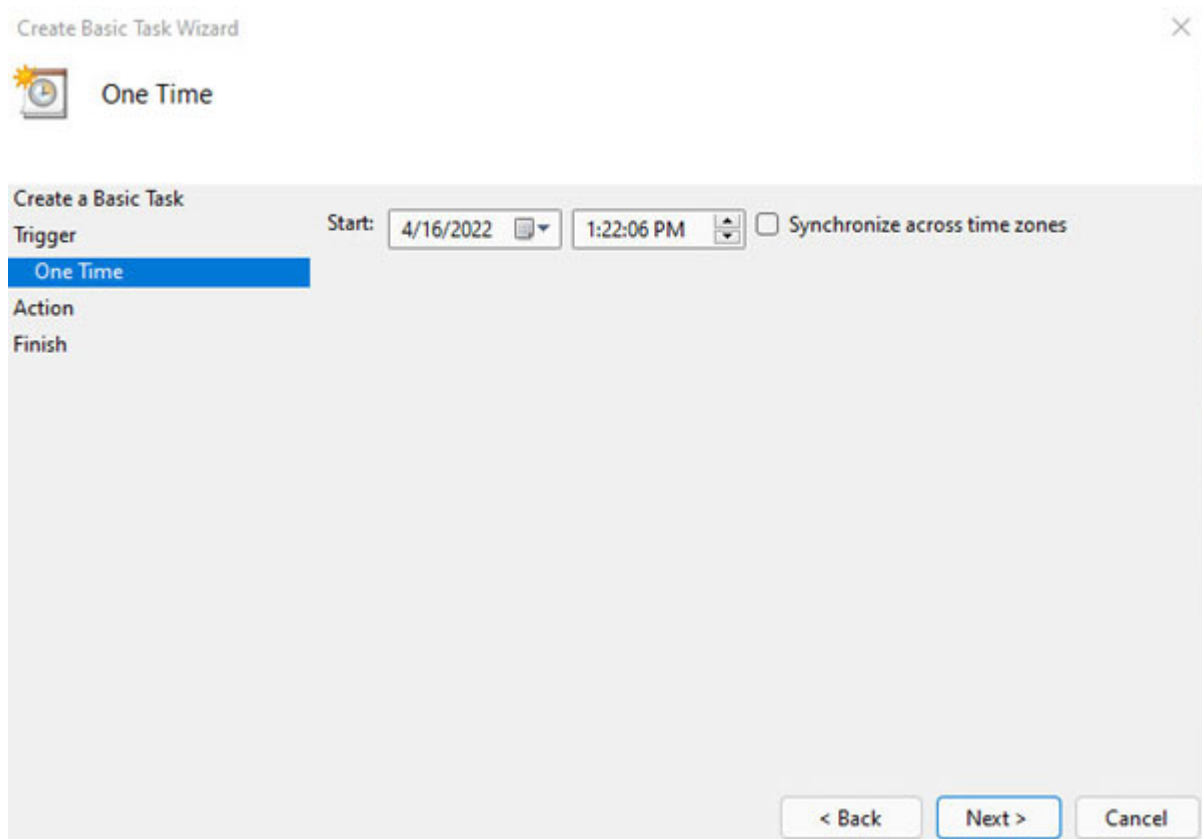 Create Basic Task Wizard
One Time
Create a Basic Task
Trigger
One Time
Action
Finish
Start: 4/16/2022 1:22:06 PM Synchronize across time zones
< Back Next > Cancel